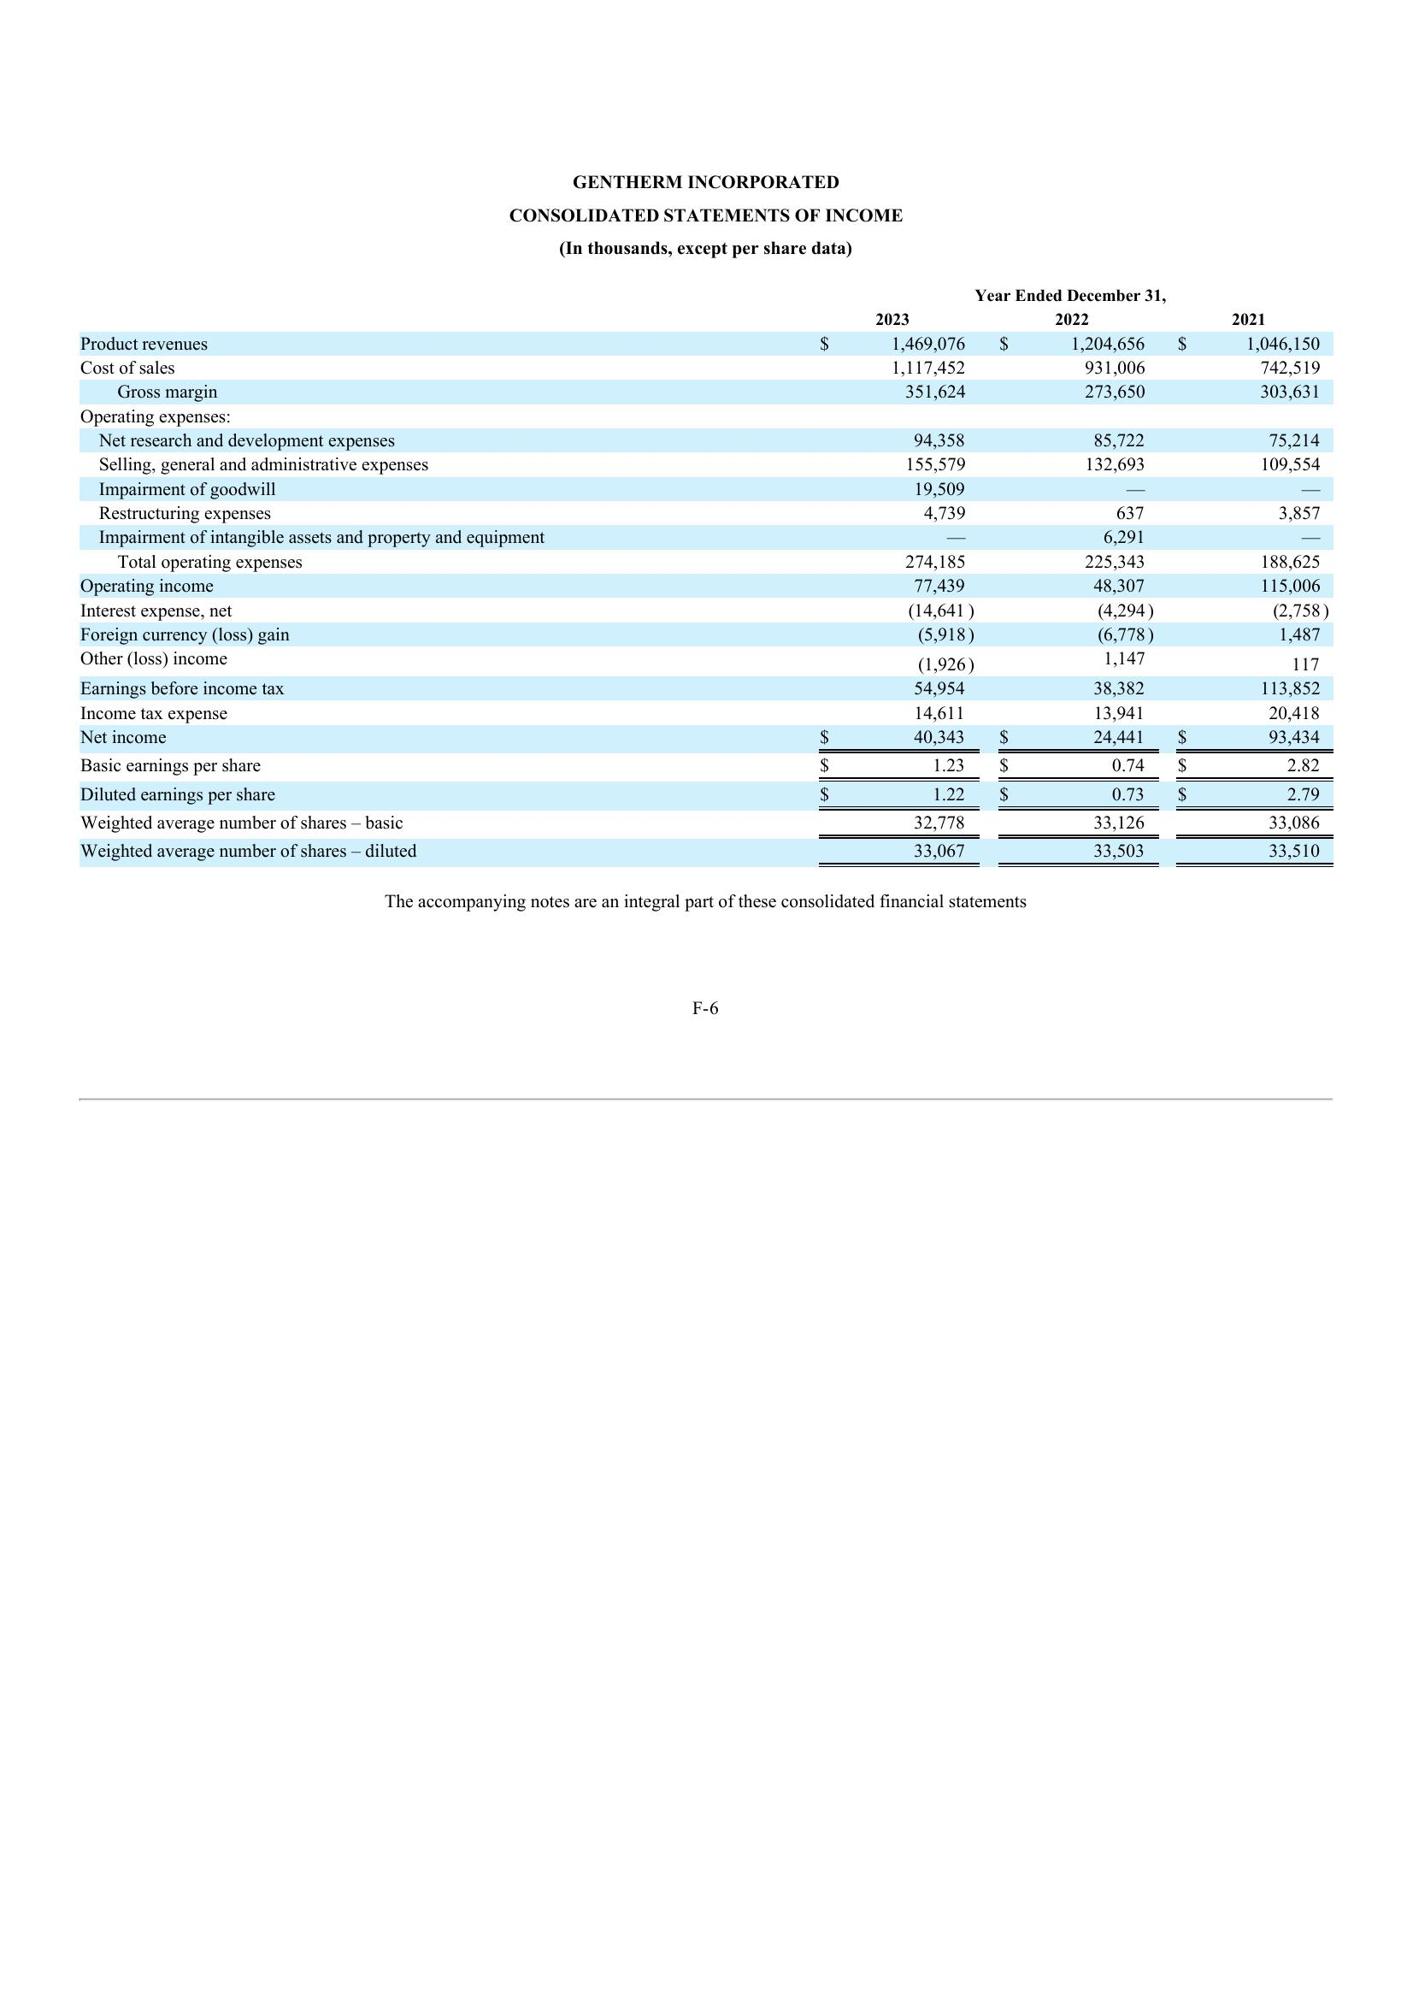 GENTHERM INCORPORATED
CONSOLIDATED STATEMENTS OF INCOME
(In thousands, except per share data)
Year Ended December 31,
2023 2022 2021
Product revenues $ 1,469,076 $ 1,204,656 $ 1,046,150
Cost of sales 1,117,452 931,006 742,519
Gross margin 351,624 273,650 303,631
Operating expenses:
Net research and development expenses 94,358 85,722 75,214
Selling, general and administrative expenses 155,579 132,693 109,554
Impairment of goodwill 19,509 — —
Restructuring expenses 4,739 637 3,857
Impairment of intangible assets and property and equipment — 6,291 —
Total operating expenses 274,185 225,343 188,625
Operating income 77,439 48,307 115,006
Interest expense, net (14,641) (4,294) (2,758)
Foreign currency (loss) gain (5,918) (6,778) 1,487
Other (loss) income (1,926) 1,147 117
Earnings before income tax 54,954 38,382 113,852
Income tax expense 14,611 13,941 20,418
Net income $ 40,343 $ 24,441 $ 93,434
Basic earnings per share $ 1.23 $ 0.74 $ 2.82
Diluted earnings per share $ 1.22 $ 0.73 $ 2.79
Weighted average number of shares – basic 32,778 33,126 33,086
Weighted average number of shares – diluted 33,067 33,503 33,510
The accompanying notes are an integral part of these consolidated financial statements
F-6